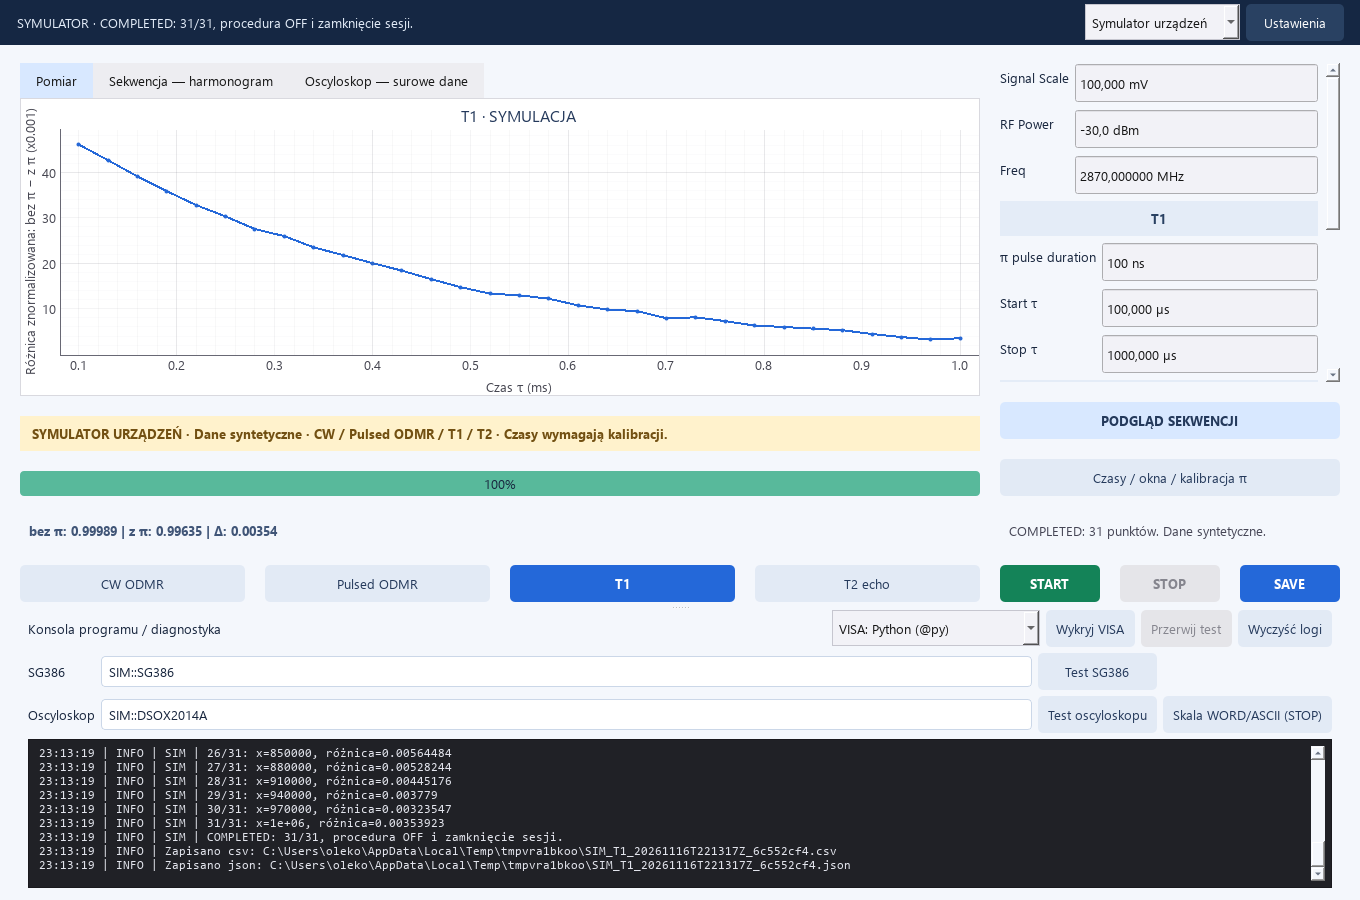 SYMULATOR · COMPLETED: 31/31, procedura OFF i zamknięcie sesji.
Symulator urządzeń
Ustawienia
Pomiar
Sekwencja — harmonogram
Oscyloskop — surowe dane
T1 · SYMULACJA
Różnica znormalizowana: bez π − z π (x0.001)
40
30
20
10
0.1
0.2
0.3
0.4
0.5
0.6
0.7
0.8
0.9
1.0
Czas τ (ms)
Signal Scale
100,000 mV
RF Power
-30,0 dBm
Freq
2870,000000 MHz
T1
π pulse duration
100 ns
Start τ
100,000 µs
Stop τ
1000,000 µs
SYMULATOR URZĄDZEŃ · Dane syntetyczne · CW / Pulsed ODMR / T1 / T2 · Czasy wymagają kalibracji.
PODGLĄD SEKWENCJI
100%
Czasy / okna / kalibracja π
bez π: 0.99989 | z π: 0.99635 | Δ: 0.00354
COMPLETED: 31 punktów. Dane syntetyczne.
CW ODMR
Pulsed ODMR
T1
T2 echo
START
STOP
SAVE
Konsola programu / diagnostyka
VISA: Python (@py)
Wykryj VISA
Przerwij test
Wyczyść logi
SG386
SIM::SG386
Test SG386
Oscyloskop
SIM::DSOX2014A
Test oscyloskopu
Skala WORD/ASCII (STOP)
23:13:19 | INFO | SIM | 26/31: x=850000, różnica=0.00564484
23:13:19 | INFO | SIM | 27/31: x=880000, różnica=0.00528244
23:13:19 | INFO | SIM | 28/31: x=910000, różnica=0.00445176
23:13:19 | INFO | SIM | 29/31: x=940000, różnica=0.003779
23:13:19 | INFO | SIM | 30/31: x=970000, różnica=0.00323547
23:13:19 | INFO | SIM | 31/31: x=1e+06, różnica=0.00353923
23:13:19 | INFO | SIM | COMPLETED: 31/31, procedura OFF i zamknięcie sesji.
23:13:19 | INFO | Zapisano csv: C:\Users\oleko\AppData\Local\Temp\tmpvra1bkoo\SIM_T1_20261116T221317Z_6c552cf4.csv
23:13:19 | INFO | Zapisano json: C:\Users\oleko\AppData\Local\Temp\tmpvra1bkoo\SIM_T1_20261116T221317Z_6c552cf4.json